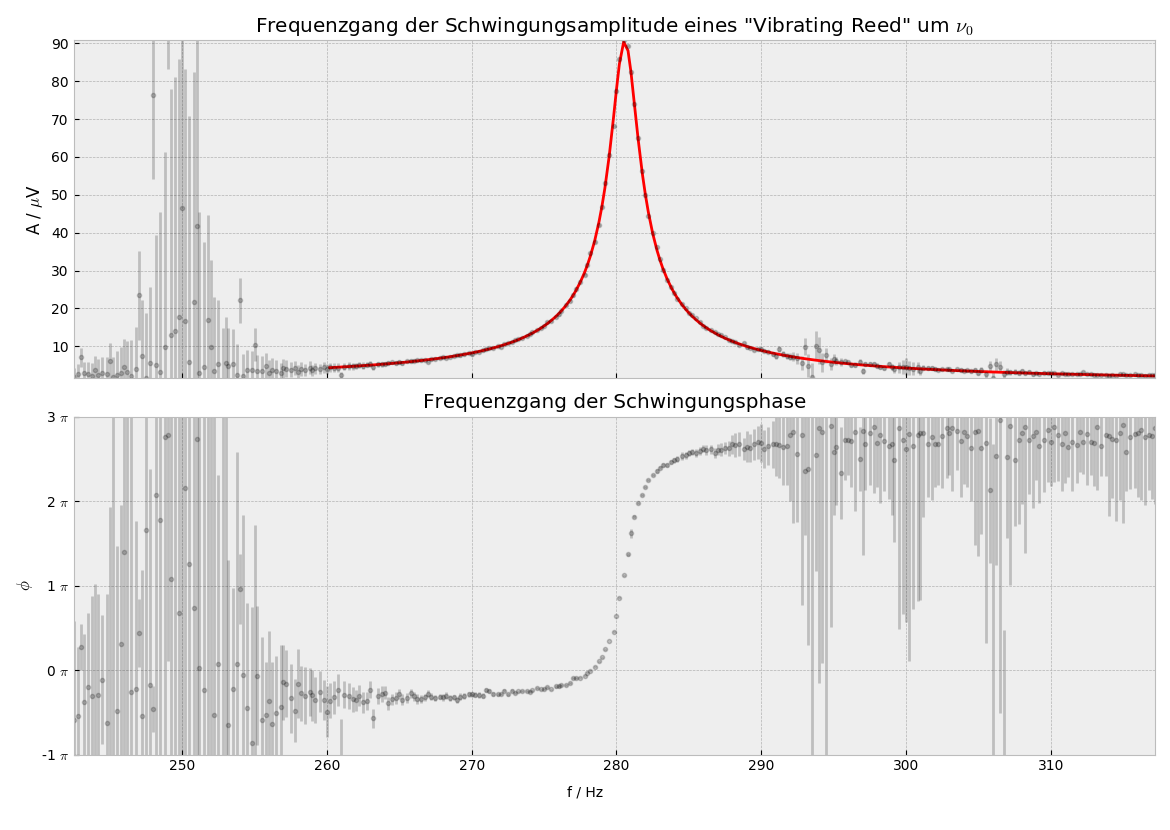 Frequenzgang der Schwingungsamplitude eines "Vibrating Reed" um ν₀
90
80
70
60
50
40
30
20
10
A / μV
Frequenzgang der Schwingungsphase
3 π
2 π
1 π
0 π
-1 π
ϕ
250 260 270 280 290 300 310
f / Hz